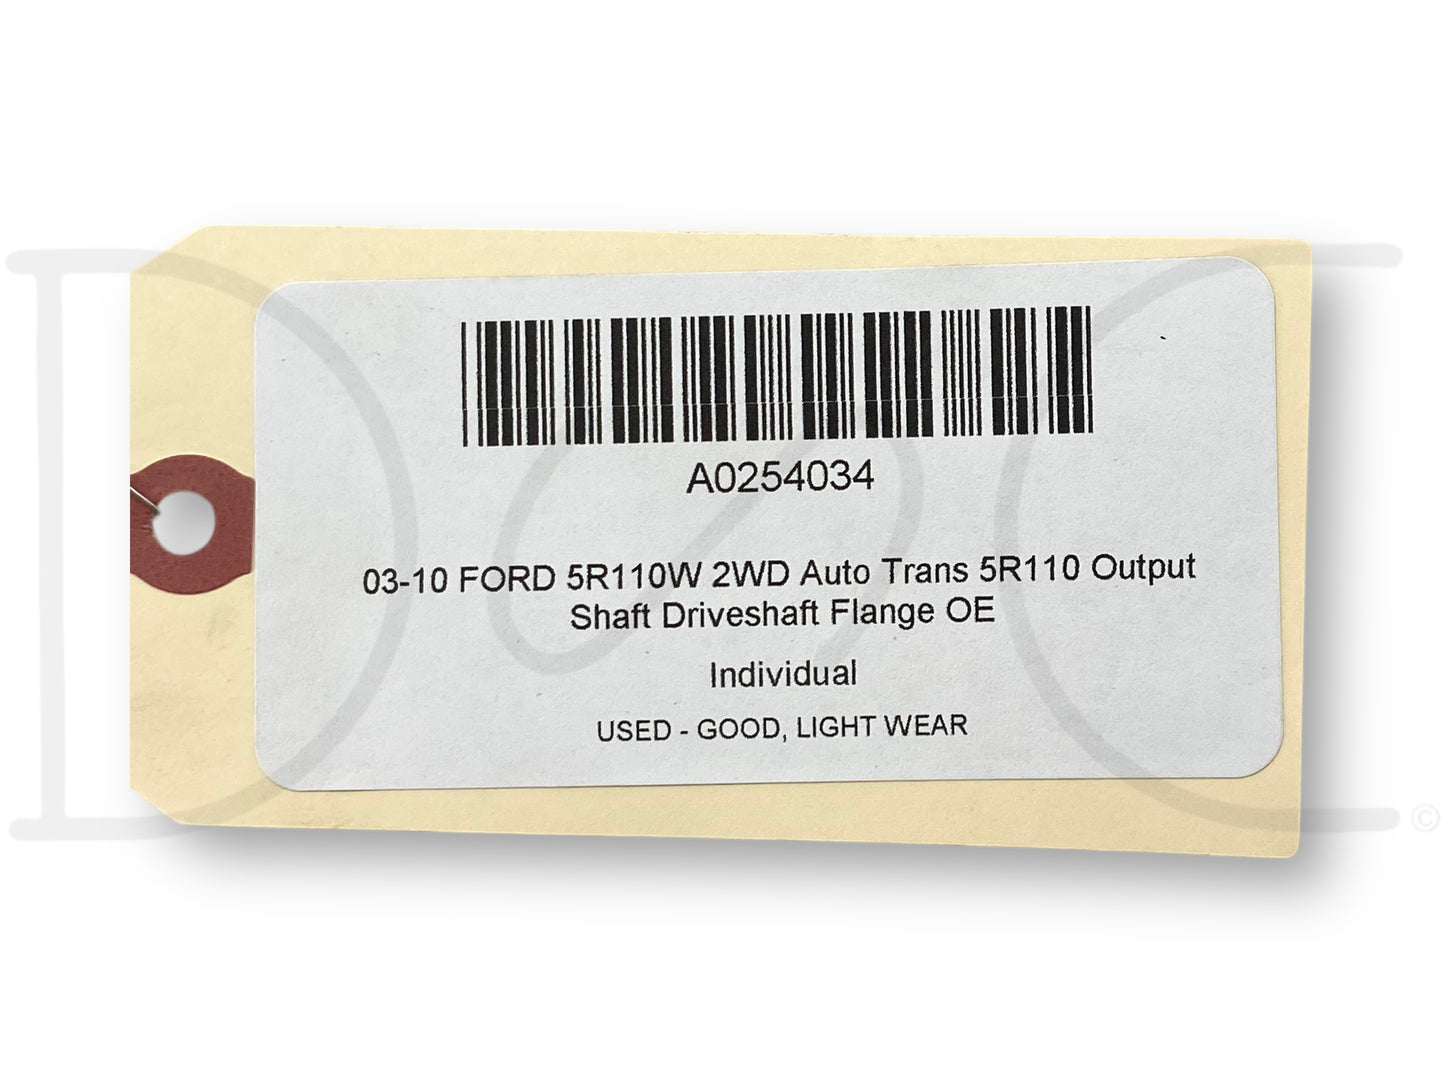 A0254034
03-10 FORD 5R110W 2WD Auto Trans 5R110 Output
Shaft Driveshaft Flange OE
Individual
USED - GOOD, LIGHT WEAR
©